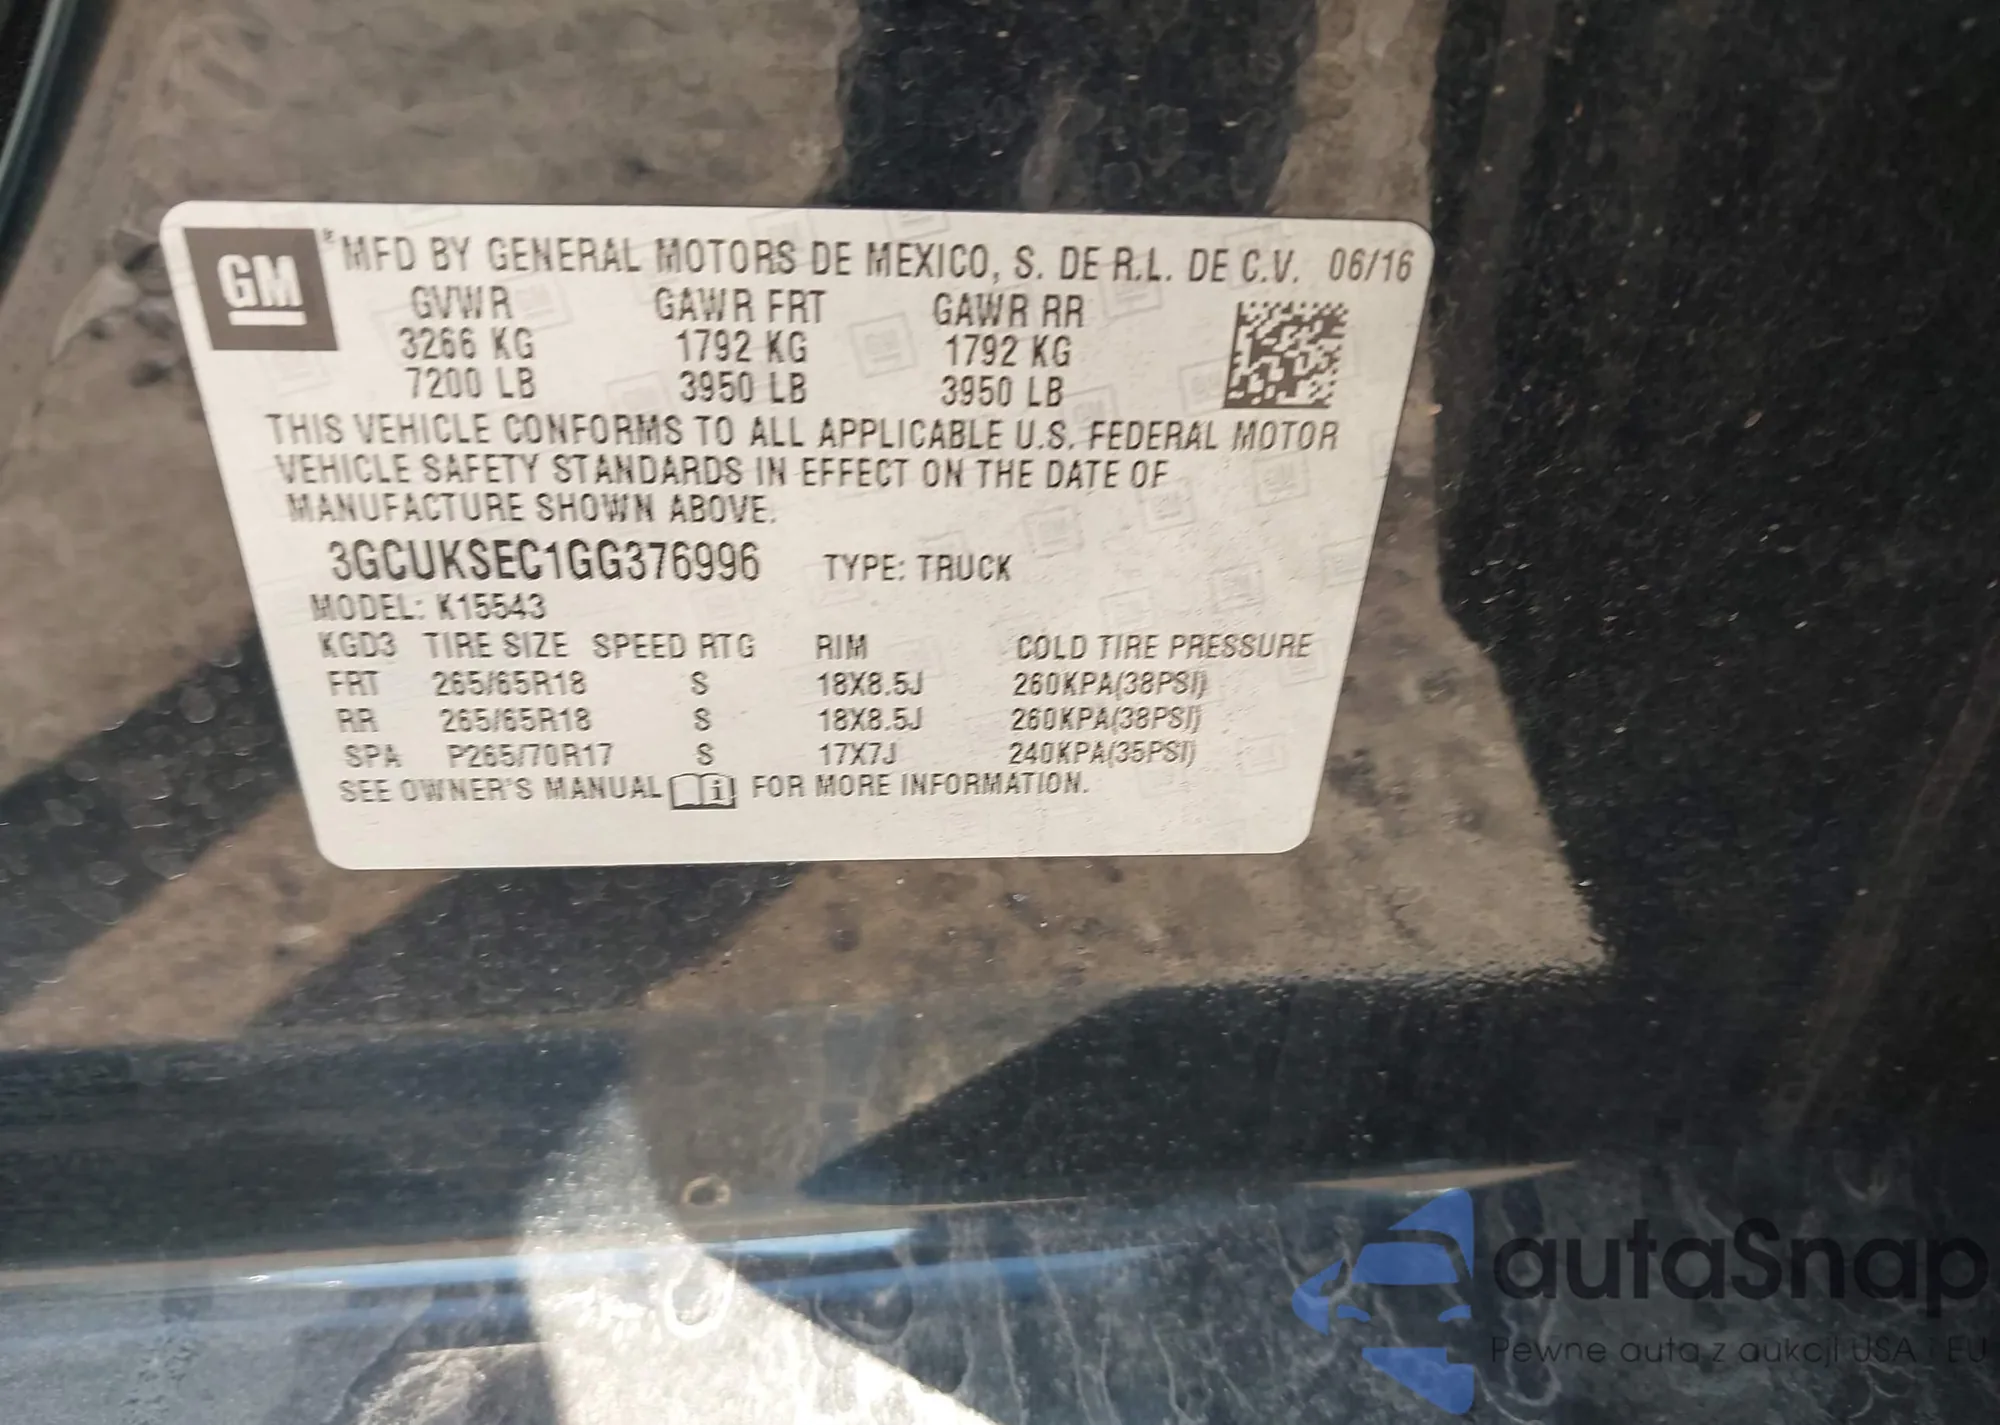 GM
® MFD BY GENERAL MOTORS DE MEXICO, S. DE R.L. DE C.V. 06/16
GVWR GAWR FRT GAWR RR
3266 KG 1792 KG 1792 KG
7200 LB 3950 LB 3950 LB
THIS VEHICLE CONFORMS TO ALL APPLICABLE U.S. FEDERAL MOTOR
VEHICLE SAFETY STANDARDS IN EFFECT ON THE DATE OF
MANUFACTURE SHOWN ABOVE.
3GCUKSEC1GG376996 TYPE: TRUCK
MODEL: K15543
KGD3 TIRE SIZE SPEED RTG RIM COLD TIRE PRESSURE
FRT 265/65R18 S 18X8.5J 260KPA(38PSI)
RR 265/65R18 S 18X8.5J 260KPA(38PSI)
SPA P265/70R17 S 17X7J 240KPA(35PSI)
SEE OWNER'S MANUAL i FOR MORE INFORMATION.
autaSnap
Pewne auta z aukcji USA i EU